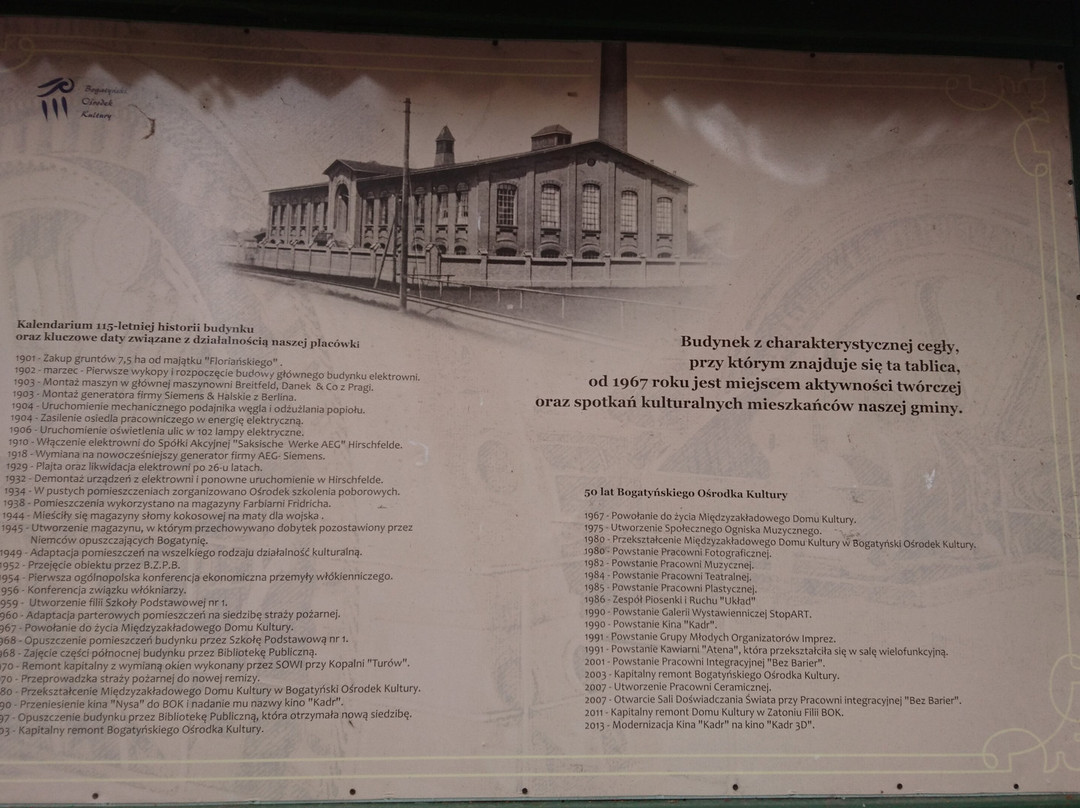 Bogatyński
Ośrodek
Kultury
Kalendarium 115-letniej historii budynku
oraz kluczowe daty związane z działalnością naszej placówki
1901 - Zakup gruntów 7,5 ha od majątku "Floriańskiego".
1902 - marzec - Pierwsze wykopy i rozpoczęcie budowy głównego budynku elektrowni.
1903 - Montaż maszyn w głównej maszynowni Breitfeld, Danek & Co z Pragi.
1903 - Montaż generatora firmy Siemens & Halskie z Berlina.
1904 - Uruchomienie mechanicznego podajnika węgla i odżużlania popiołu.
1904 - Zasilenie osiedla pracowniczego w energię elektryczną.
1906 - Uruchomienie oświetlenia ulic w 102 lampy elektryczne.
1910 - Włączenie elektrowni do Spółki Akcyjnej "Saksische Werke AEG" Hirschfelde.
1918 - Wymiana na nowocześniejszy generator firmy AEG- Siemens.
1929 - Plajta oraz likwidacja elektrowni po 26-u latach.
1932 - Demontaż urządzeń z elektrowni i ponowne uruchomienie w Hirschfelde.
1934 - W pustych pomieszczeniach zorganizowano Ośrodek szkolenia poborowych.
1938 - Pomieszczenia wykorzystano na magazyny Farbiarni Fridricha.
1944 - Mieściły się magazyny słomy kokosowej na maty dla wojska .
1945 - Utworzenie magazynu, w którym przechowywano dobytek pozostawiony przez
Niemców opuszczających Bogatynię.
1949 - Adaptacja pomieszczeń na wszelkiego rodzaju działalność kulturalną.
1952 - Przejęcie obiektu przez B.Z.P.B.
1954 - Pierwsza ogólnopolska konferencja ekonomiczna przemyły włókienniczego.
956 - Konferencja związku włókniarzy.
959 - Utworzenie filii Szkoły Podstawowej nr 1.
960 - Adaptacja parterowych pomieszczeń na siedzibę straży pożarnej.
967 - Powołanie do życia Międzyzakładowego Domu Kultury.
968 - Opuszczenie pomieszczeń budynku przez Szkołę Podstawową nr 1.
968 - Zajęcie części północnej budynku przez Bibliotekę Publiczną.
70 - Remont kapitalny z wymianą okien wykonany przez SOWI przy Kopalni "Turów".
70 - Przeprowadzka straży pożarnej do nowej remizy.
80 - Przekształcenie Międzyzakładowego Domu Kultury w Bogatyński Ośrodek Kultury.
90 - Przeniesienie kina "Nysa" do BOK i nadanie mu nazwy kino "Kadr".
97 - Opuszczenie budynku przez Bibliotekę Publiczną, która otrzymała nową siedzibę.
03 - Kapitalny remont Bogatyńskiego Ośrodka Kultury.
Budynek z charakterystycznej cegły,
przy którym znajduje się ta tablica,
od 1967 roku jest miejscem aktywności twórczej
oraz spotkań kulturalnych mieszkańców naszej gminy.
50 lat Bogatyńskiego Ośrodka Kultury
1967 - Powołanie do życia Międzyzakładowego Domu Kultury.
1975 - Utworzenie Społecznego Ogniska Muzycznego.
1980 - Przekształcenie Międzyzakładowego Domu Kultury w Bogatyński Ośrodek Kultury.
1980 - Powstanie Pracowni Fotograficznej.
1982 - Powstanie Pracowni Muzycznej.
1984 - Powstanie Pracowni Teatralnej.
1985 - Powstanie Pracowni Plastycznej.
1986 - Zespół Piosenki i Ruchu "Układ"
1990 - Powstanie Galerii Wystawienniczej StopART.
1990 - Powstanie Kina "Kadr".
1991 - Powstanie Grupy Młodych Organizatorów Imprez.
1991 - Powstanie Kawiarni "Atena", która przekształciła się w salę wielofunkcyjną.
2001 - Powstanie Pracowni Integracyjnej "Bez Barier".
2003 - Kapitalny remont Bogatyńskiego Ośrodka Kultury.
2007 - Utworzenie Pracowni Ceramicznej.
2007 - Otwarcie Sali Doświadczania Świata przy Pracowni integracyjnej "Bez Barier".
2011 - Kapitalny remont Domu Kultury w Zatoniu Filii BOK.
2013 - Modernizacja Kina "Kadr" na kino "Kadr 3D".